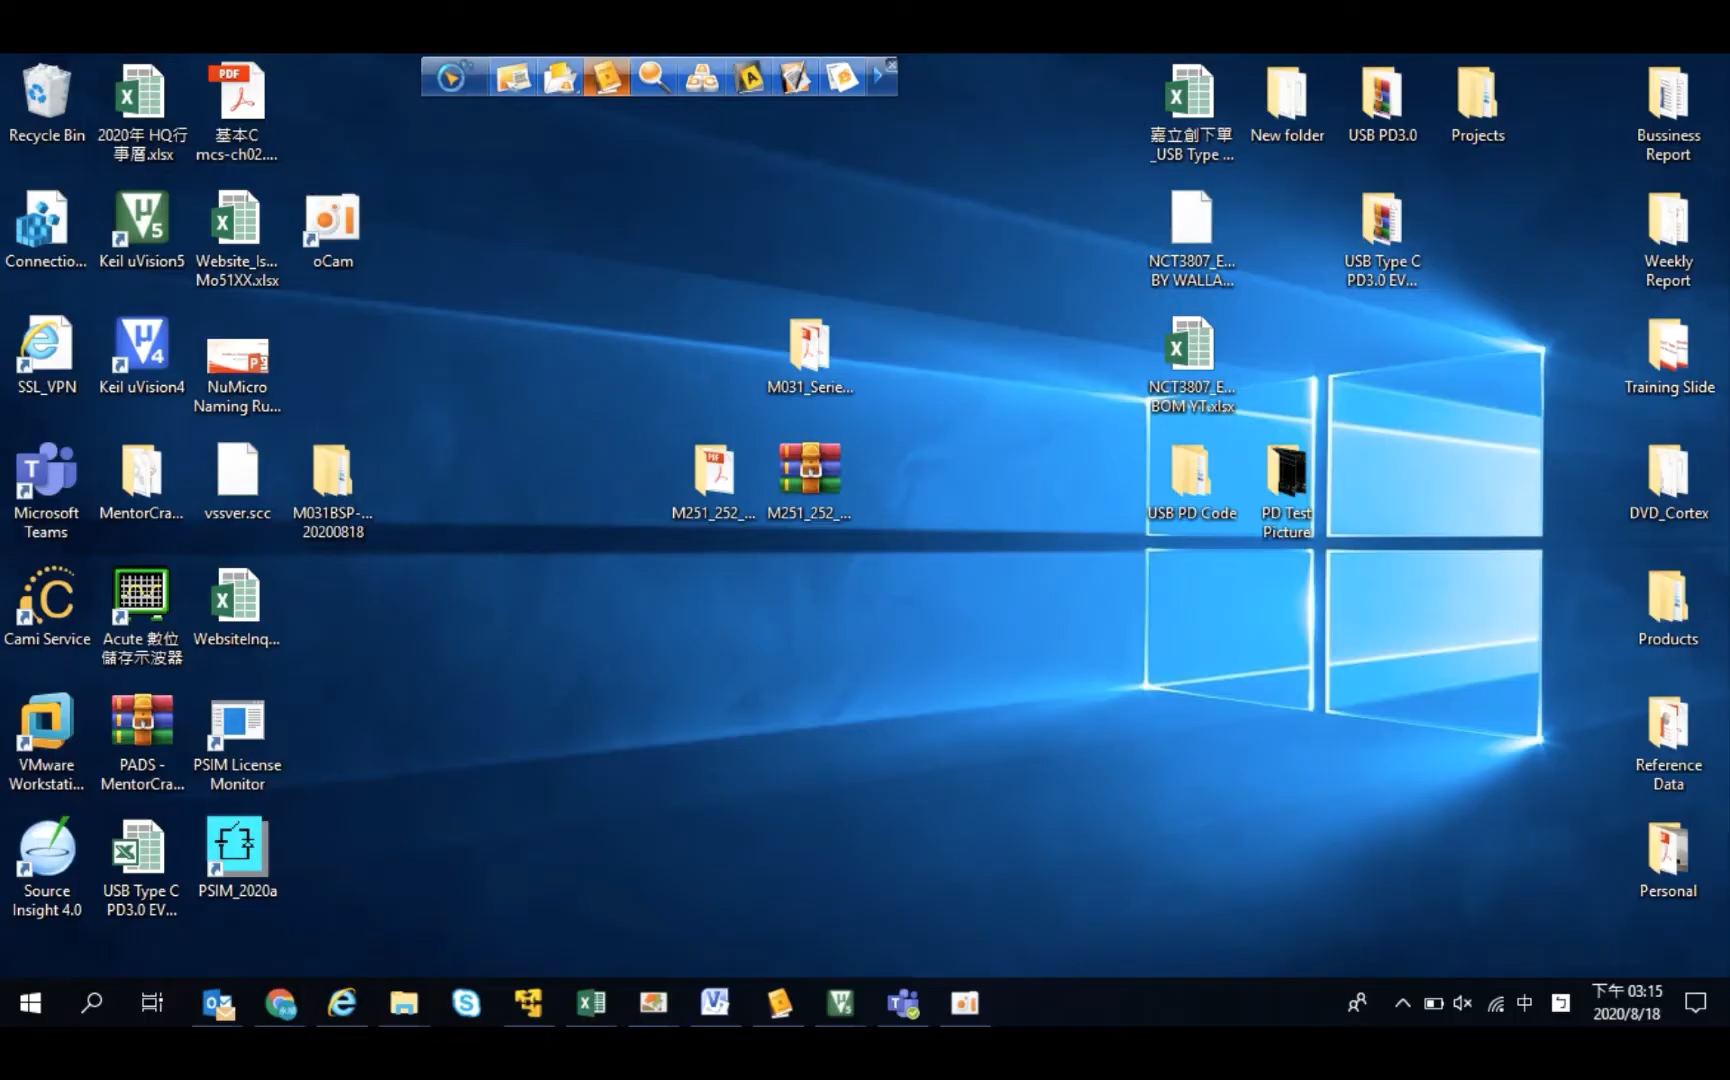 Recycle Bin
2020年 HQ行
事曆.xlsx
PDF
基本C
mcs-ch02....
Connectio...
Keil uVision5
Website_Is...
Mo51XX.xlsx
oCam
SSL_VPN
Keil uVision4
NuMicro
Naming Ru...
Microsoft
Teams
MentorCra...
vssver.scc
M031BSP-...
20200818
Cami Service
Acute 數位
儲存示波器
WebsiteInq...
VMware
Workstati...
PADS -
MentorCra...
PSIM License
Monitor
Source
Insight 4.0
USB Type C
PD3.0 EV...
PSIM_2020a
M031_Serie...
PDF
M251_252_...
M251_252_...
嘉立創下單
_USB Type ...
New folder
USB PD3.0
Projects
NCT3807_E...
BY WALLA...
USB Type C
PD3.0 EV...
NCT3807_E...
BOM YT.xlsx
USB PD Code
PD Test
Picture
Bussiness
Report
Weekly
Report
Training Slide
DVD_Cortex
Products
Reference
Data
Personal
中
下午 03:15
2020/8/18